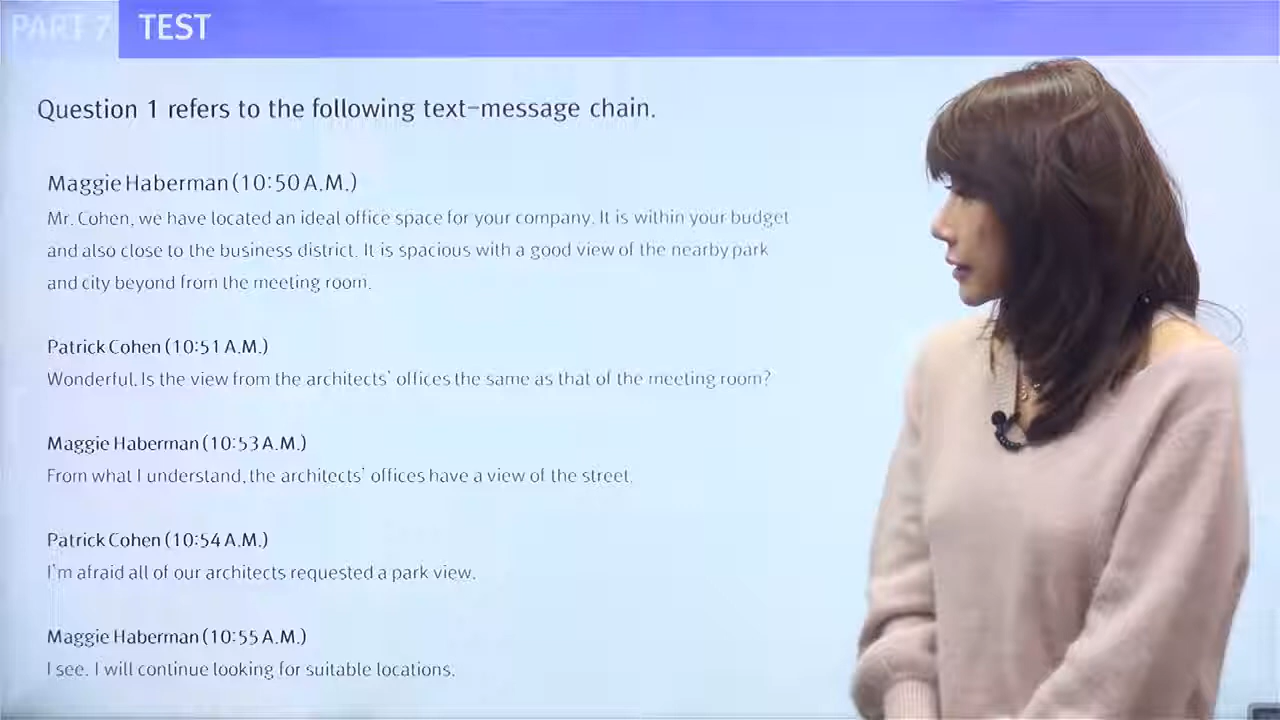 PART 7 TEST
Question 1 refers to the following text-message chain.
Maggie Haberman (10:50 A.M.)
Mr. Cohen, we have located an ideal office space for your company. It is within your budget
and also close to the business district. It is spacious with a good view of the nearby park
and city beyond from the meeting room.
Patrick Cohen (10:51 A.M.)
Wonderful. Is the view from the architects' offices the same as that of the meeting room?
Maggie Haberman (10:53 A.M.)
From what I understand, the architects' offices have a view of the street.
Patrick Cohen (10:54 A.M.)
I'm afraid all of our architects requested a park view.
Maggie Haberman (10:55 A.M.)
I see. I will continue looking for suitable locations.